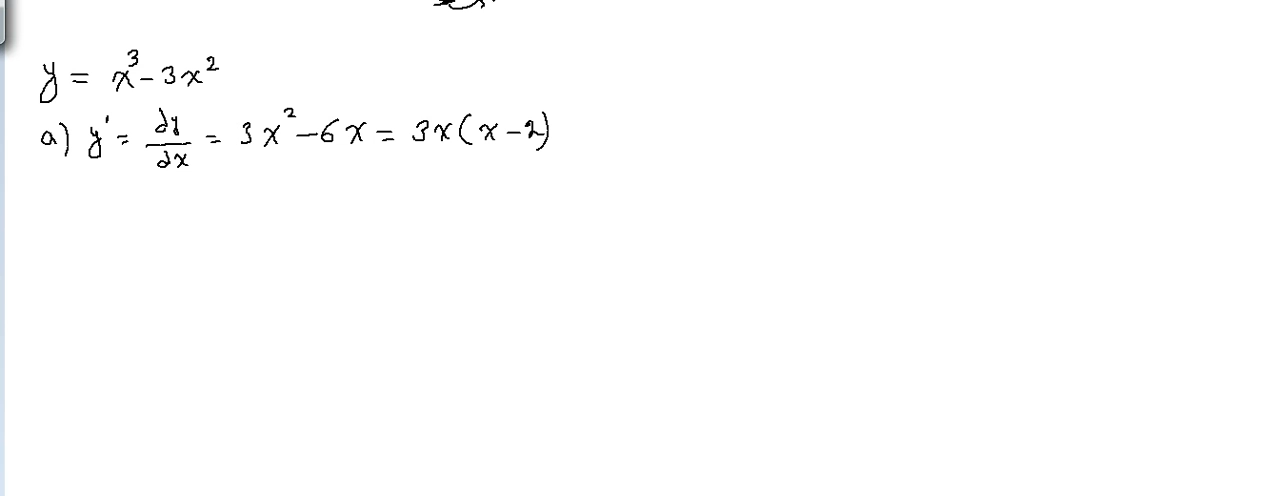 y = x³ - 3x²
a) y' = dy/dx = 3x² - 6x = 3x(x - 2)